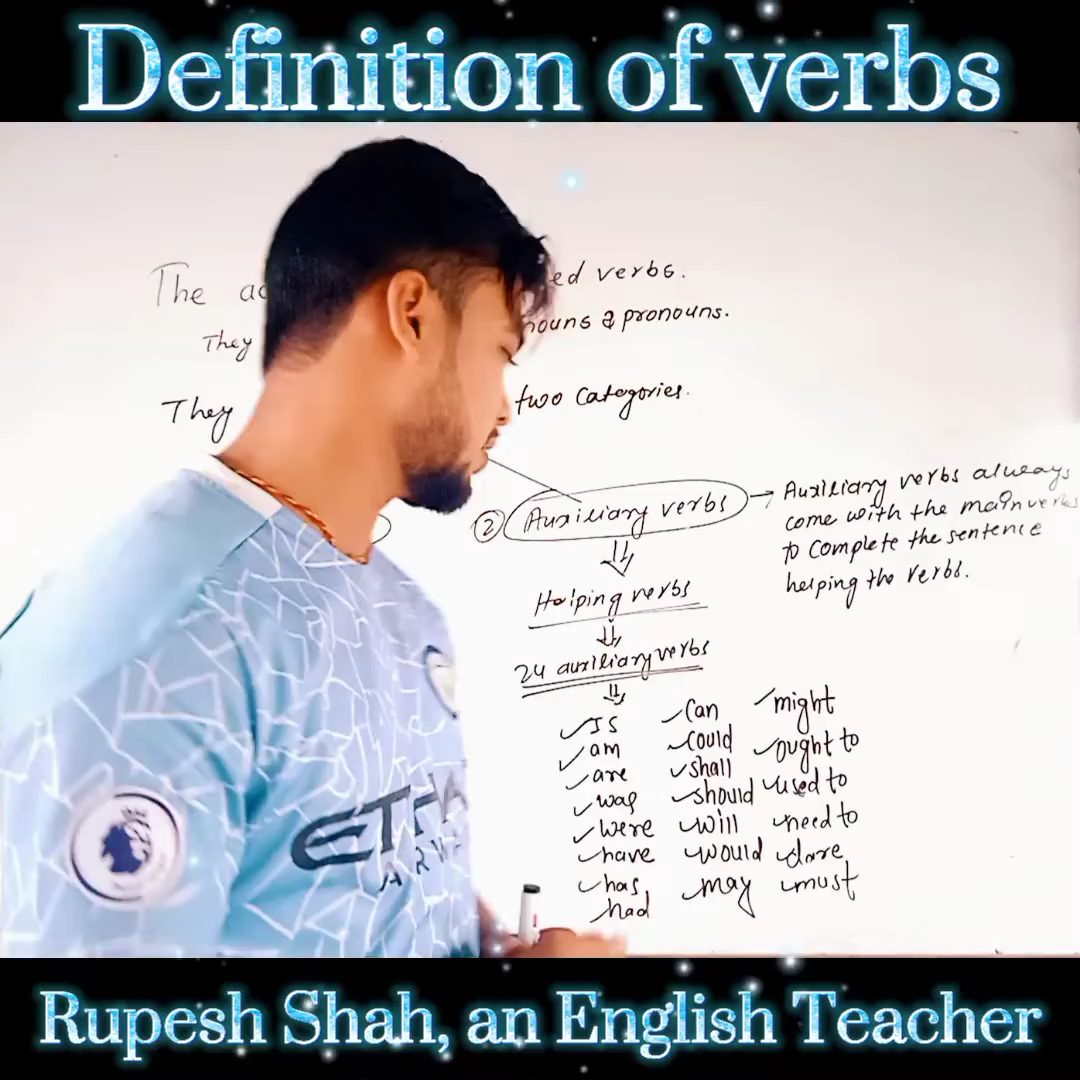 Definition of verbs
The ac ed verbs.
They nouns & pronouns.
They two categories.
② Auxiliary verbs → Auxiliary verbs always
come with the main verbs
to complete the sentence
helping the verbs.
Helping verbs
24 auxiliary verbs
✓Is ✓Can ✓might
✓am ✓Could ✓ought to
✓are ✓shall ✓used to
✓was ✓should ✓need to
✓were ✓will ✓dare
✓have ✓would ✓must
✓has ✓may
✓had
ETIHA
ARWA
Rupesh Shah, an English Teacher